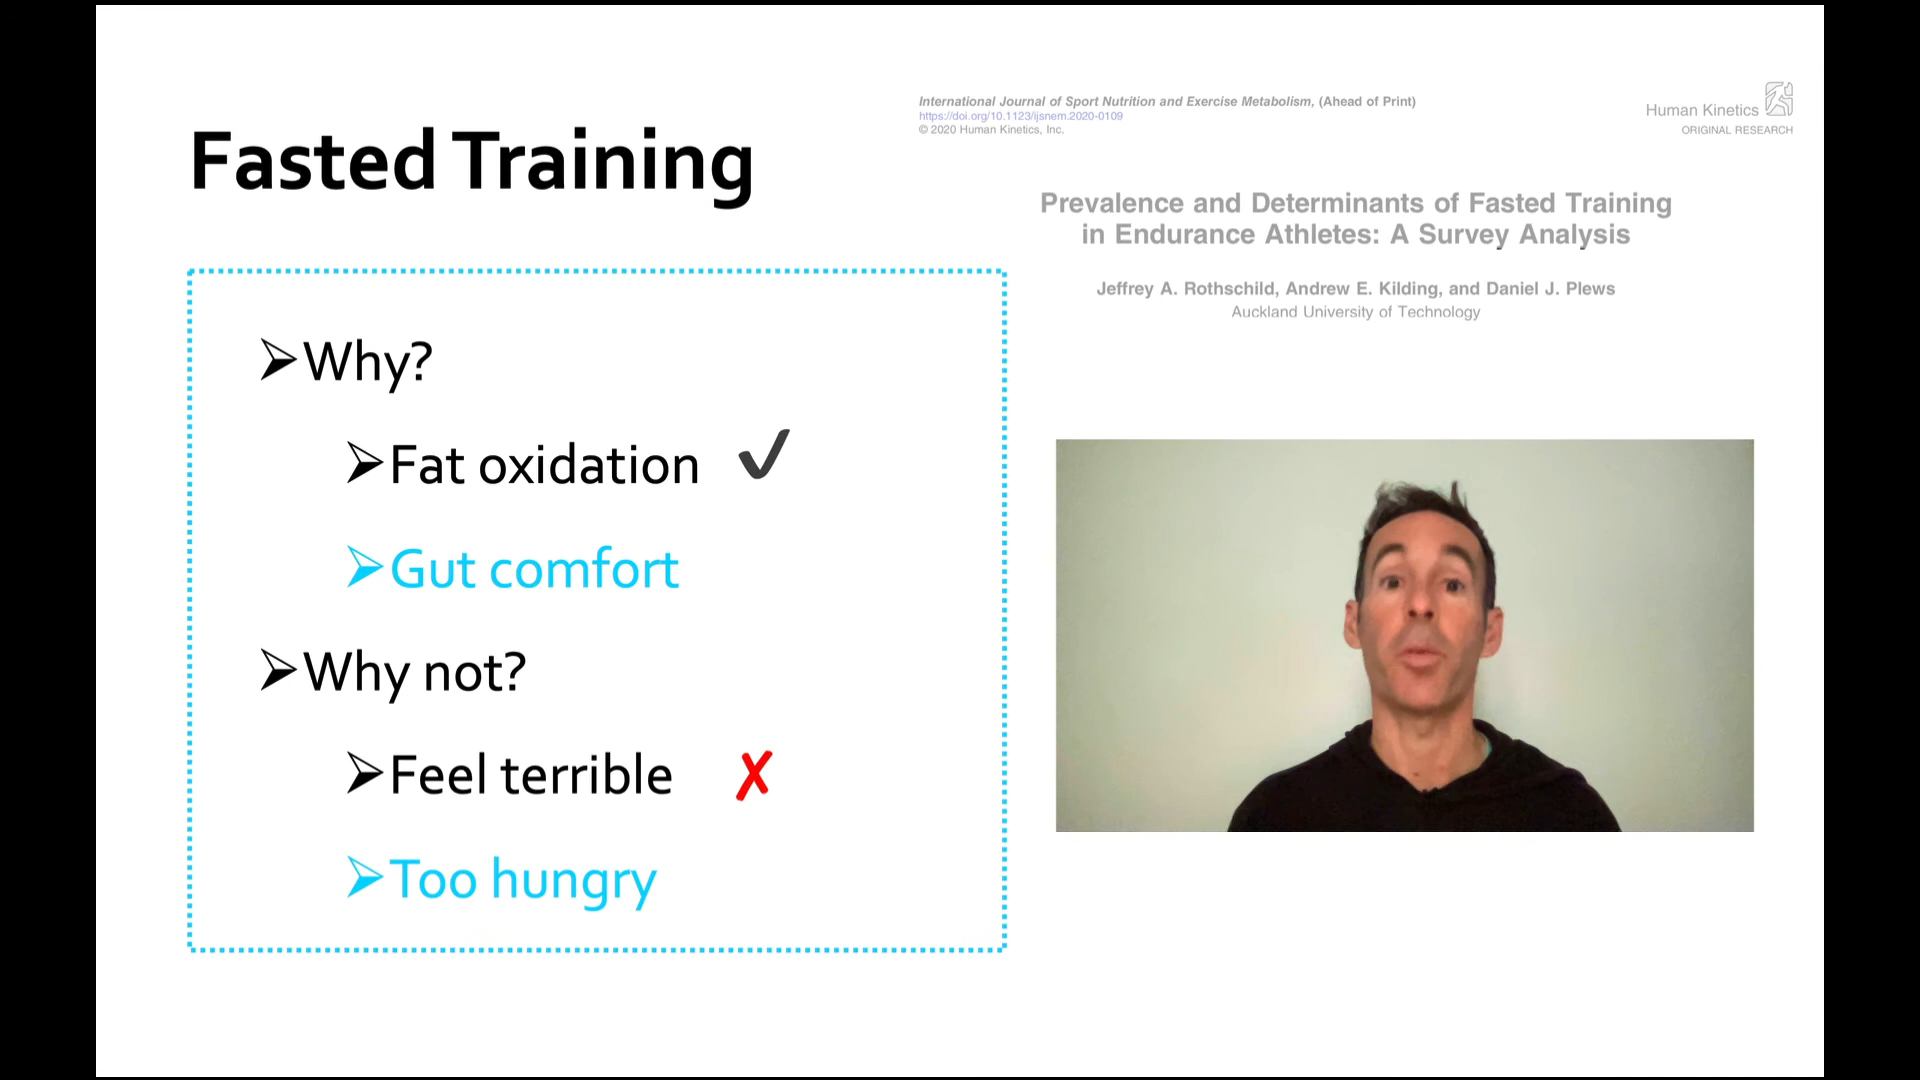 International Journal of Sport Nutrition and Exercise Metabolism, (Ahead of Print)
https://doi.org/10.1123/ijsnem.2020-0109
© 2020 Human Kinetics, Inc.
Human Kinetics
ORIGINAL RESEARCH
Fasted Training
Prevalence and Determinants of Fasted Training
in Endurance Athletes: A Survey Analysis
Jeffrey A. Rothschild, Andrew E. Kilding, and Daniel J. Plews
Auckland University of Technology
Why?
Fat oxidation ✓
Gut comfort
Why not?
Feel terrible ✗
Too hungry